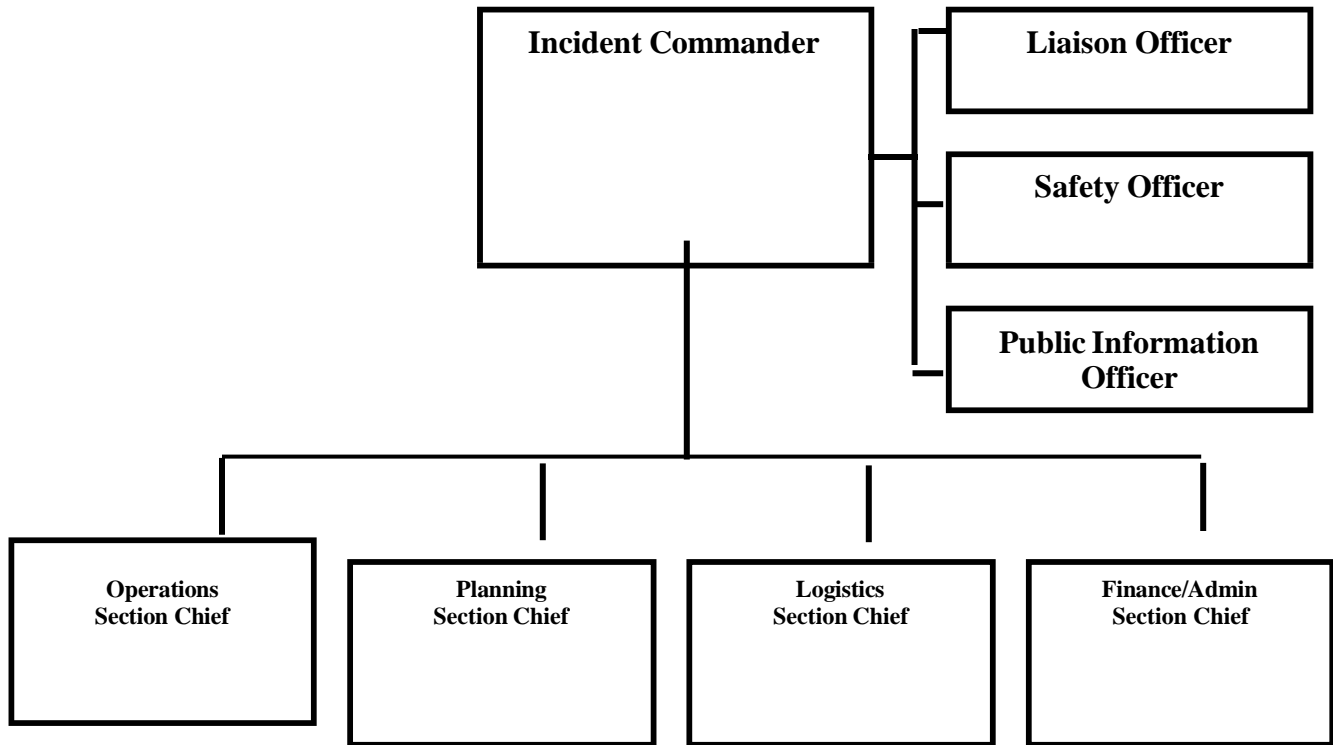 Incident Commander
Liaison Officer
Safety Officer
Public Information
Officer
Operations
Section Chief
Planning
Section Chief
Logistics
Section Chief
Finance/Admin
Section Chief